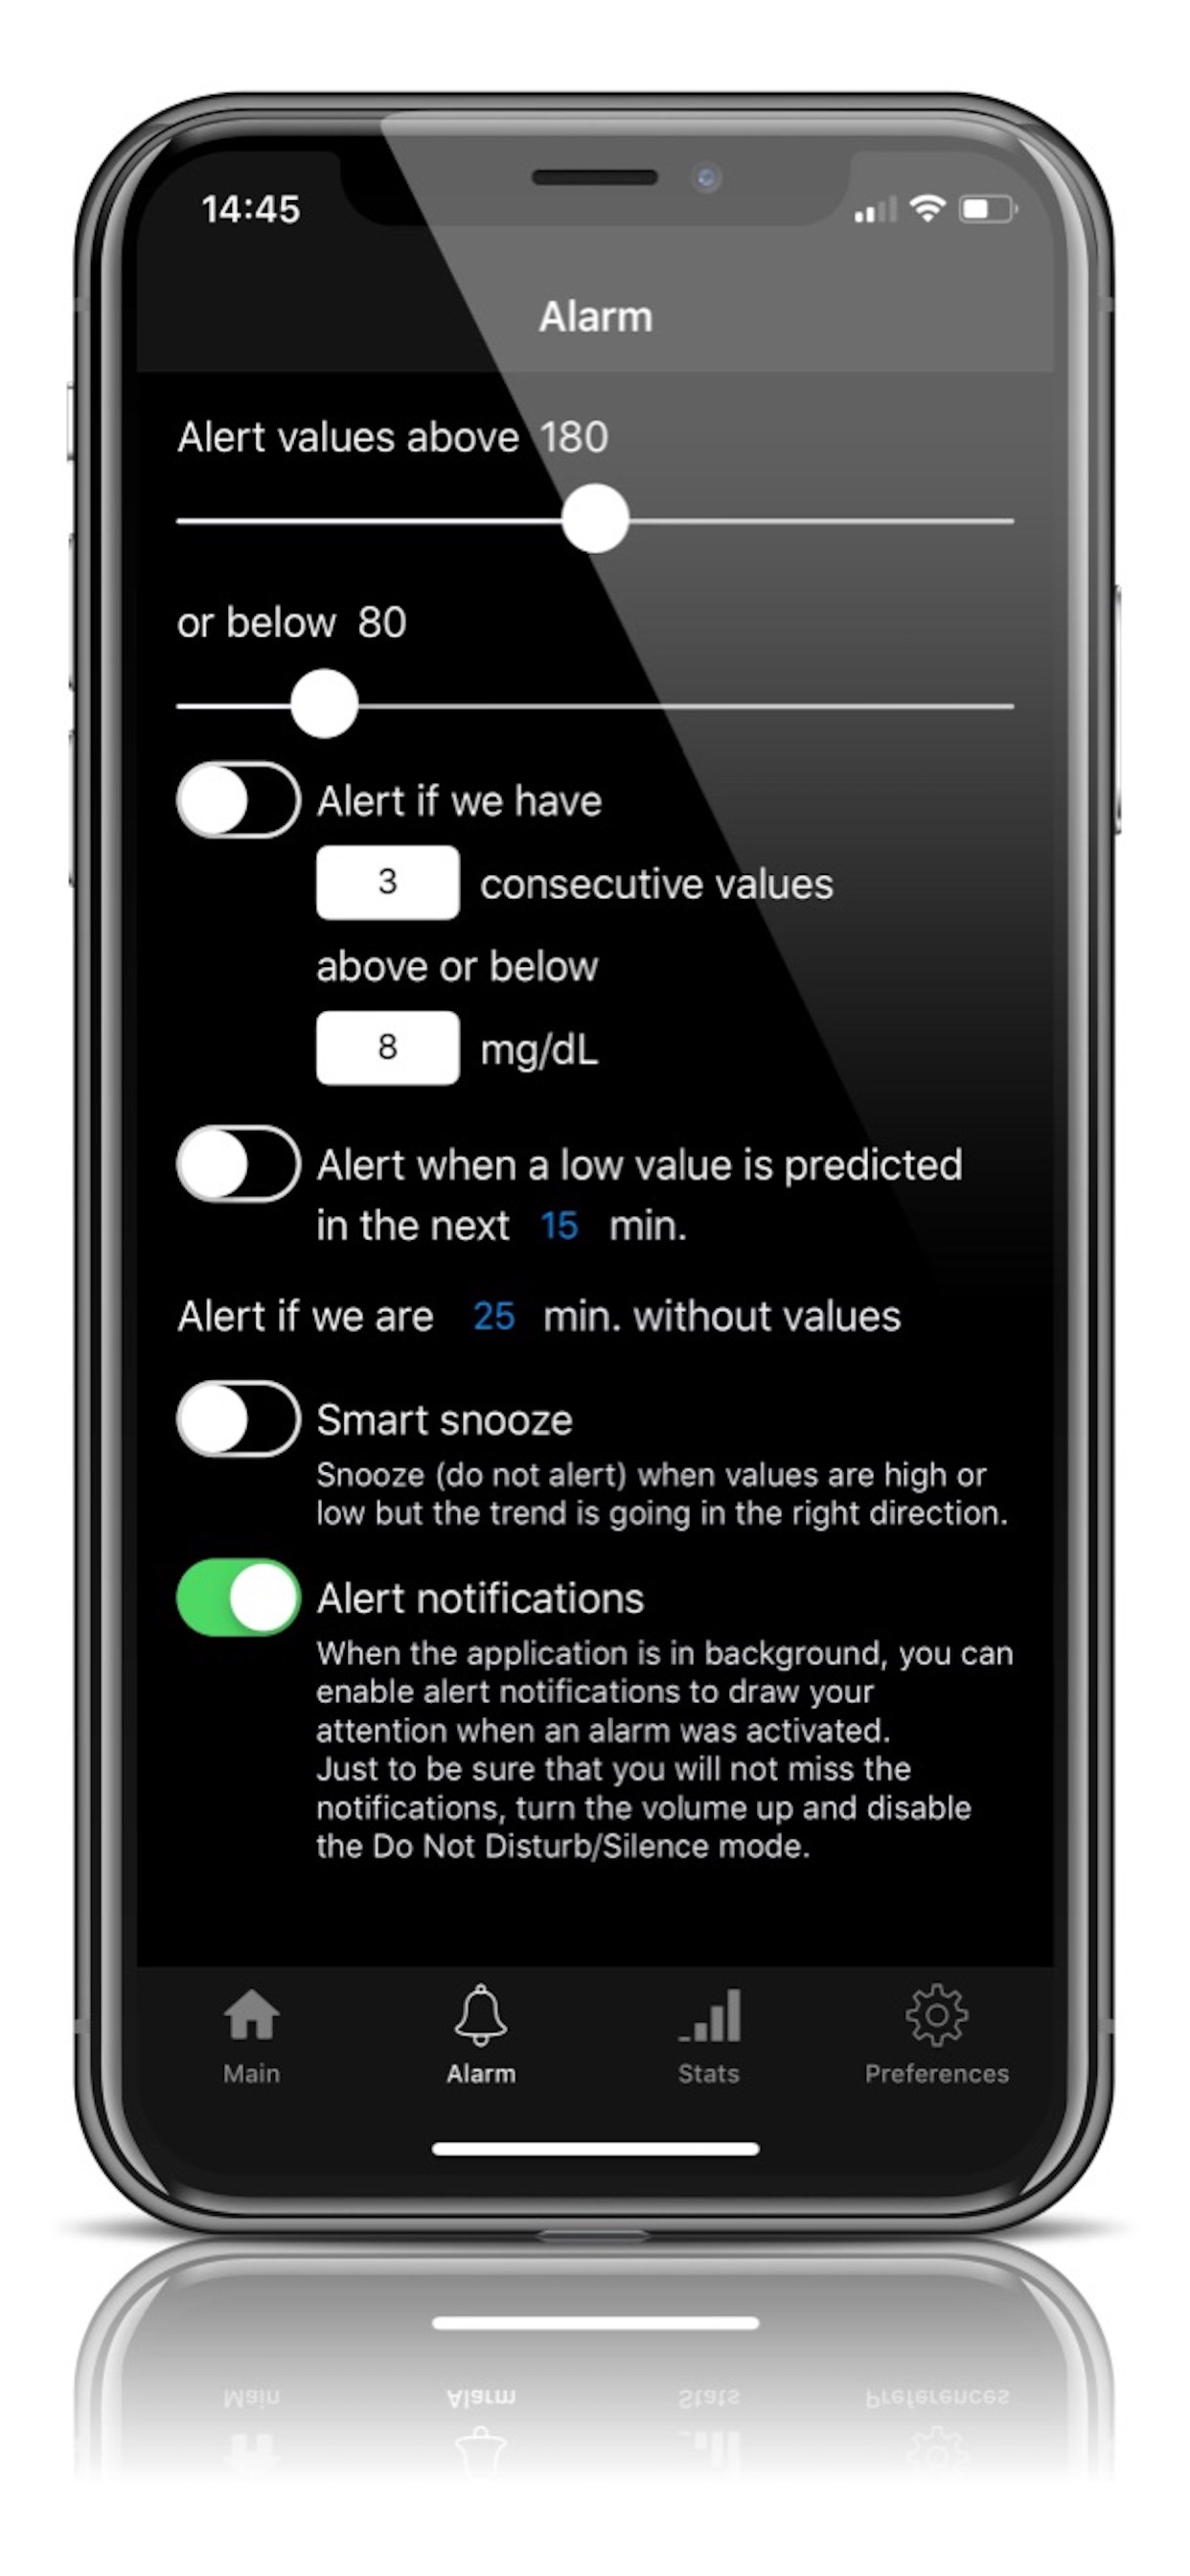 14:45
Alarm
Alert values above 180
or below 80
Alert if we have
3 consecutive values
above or below
8 mg/dL
Alert when a low value is predicted
in the next 15 min.
Alert if we are 25 min. without values
Smart snooze
Snooze (do not alert) when values are high or
low but the trend is going in the right direction.
Alert notifications
When the application is in background, you can
enable alert notifications to draw your
attention when an alarm was activated.
Just to be sure that you will not miss the
notifications, turn the volume up and disable
the Do Not Disturb/Silence mode.
Main Alarm Stats Preferences